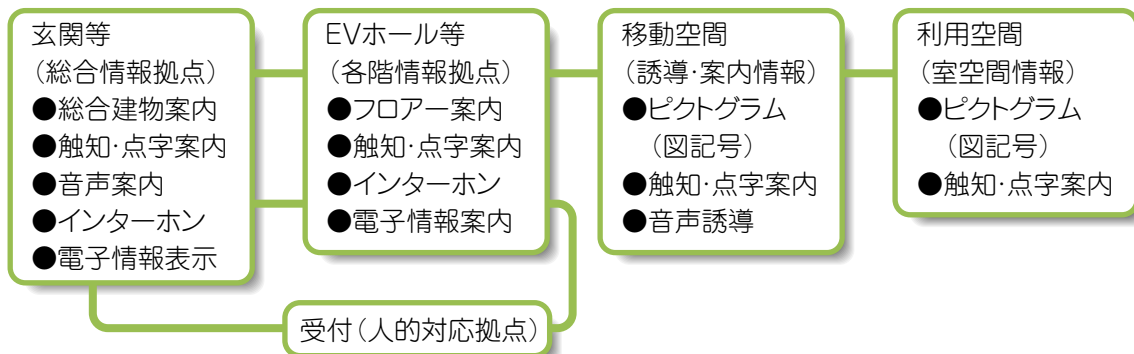 玄関等
（総合情報拠点）
●総合建物案内
●触知・点字案内
●音声案内
●インターホン
●電子情報表示
EVホール等
（各階情報拠点）
●フロアー案内
●触知・点字案内
●インターホン
●電子情報案内
移動空間
（誘導・案内情報）
●ピクトグラム
（図記号）
●触知・点字案内
●音声誘導
利用空間
（室空間情報）
●ピクトグラム
（図記号）
●触知・点字案内
受付（人的対応拠点）